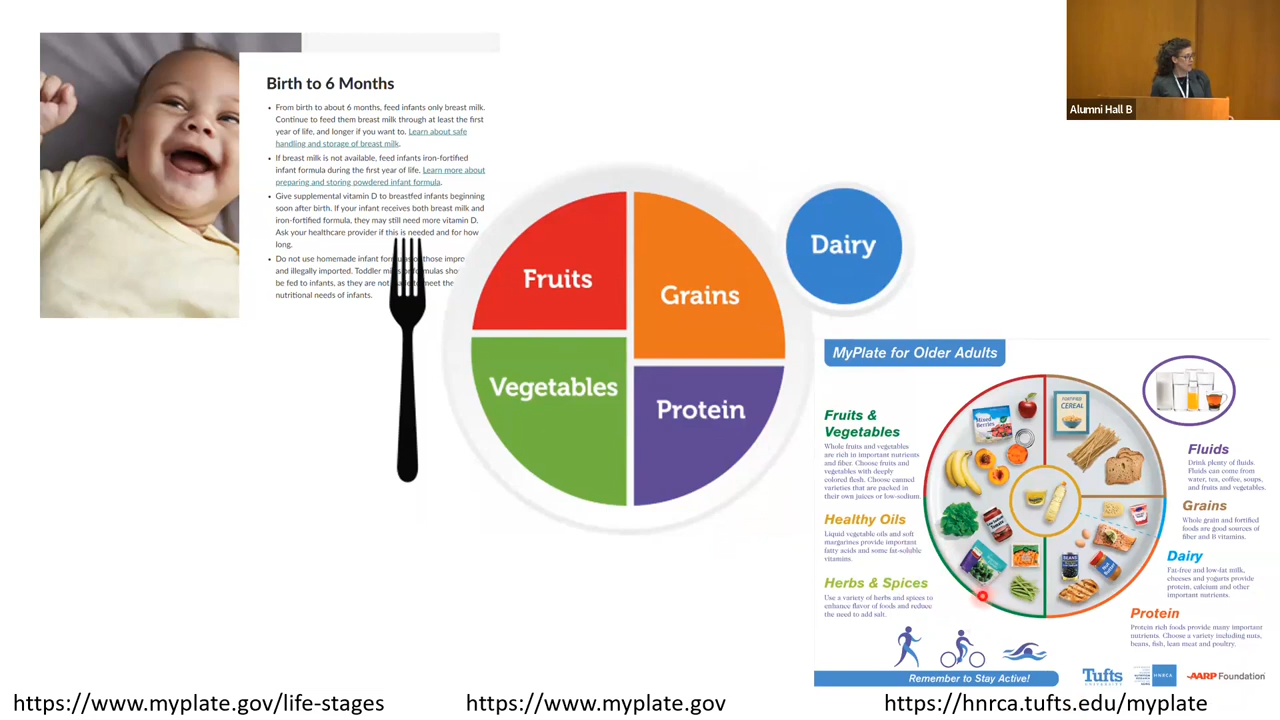 Alumni Hall B
Birth to 6 Months
• From birth to about 6 months, feed infants only breast milk.
Continue to feed them breast milk through at least the first
year of life, and longer if you want to. Learn about safe
handling and storage of breast milk.
• If breast milk is not available, feed infants iron-fortified
infant formula during the first year of life. Learn more about
preparing and storing powdered infant formula.
• Give supplemental vitamin D to breastfed infants beginning
soon after birth. If your infant receives both breast milk and
iron-fortified formula, they may still need more vitamin D.
Ask your healthcare provider if this is needed and for how
long.
• Do not use homemade infant those
and illegally imported. Toddler
be fed to infants, as they are not meet the
nutritional needs of infants.
Fruits
Grains
Vegetables
Protein
Dairy
MyPlate for Older Adults
Fruits &
Vegetables
Whole fruits and vegetables
are rich in important nutrients
and fiber. Choose fruits and
vegetables with deeply
colored flesh. Choose canned
varieties that are packed in
their own juices or low-sodium.
Healthy Oils
Liquid vegetable oils and soft
margarines provide important
fatty acids and some fat-soluble
vitamins.
Herbs & Spices
Use a variety of herbs and spices to
enhance flavor of foods and reduce
the need to add salt.
Mixed
Berries
FORTIFIED
CEREAL
BEANS
Fluids
Drink plenty of fluids.
Fluids can come from
water, tea, coffee, soups,
and fruits and vegetables.
Grains
Whole grain and fortified
foods are good sources of
fiber and B vitamins.
Dairy
Fat-free and low-fat milk,
cheeses and yogurts provide
protein, calcium and other
important nutrients.
Protein
Protein rich foods provide many important
nutrients. Choose a variety including nuts,
beans, fish, lean meat and poultry.
Remember to Stay Active!
Tufts
UNIVERSITY
HNRCA
AARP Foundation
https://www.myplate.gov/life-stages
https://www.myplate.gov
https://hnrca.tufts.edu/myplate